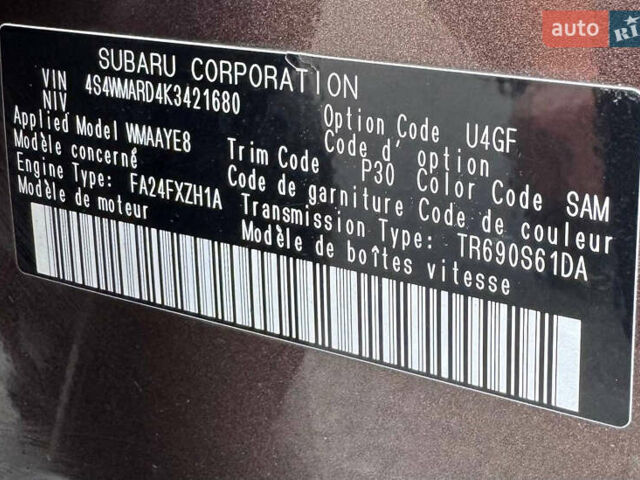 auto RI
SUBARU CORPORATION
VIN 4S4WMARD4K3421680
NIV
Option Code U4GF
Code d' option
Applied Model WMAAYE8
Modèle concerné
Trim Code P30 Color Code SAM
Code de garniture Code de couleur
Engine Type: FA24FXZH1A
Modèle de moteur
Transmission Type: TR690S61DA
Modèle de boîtes vitesse